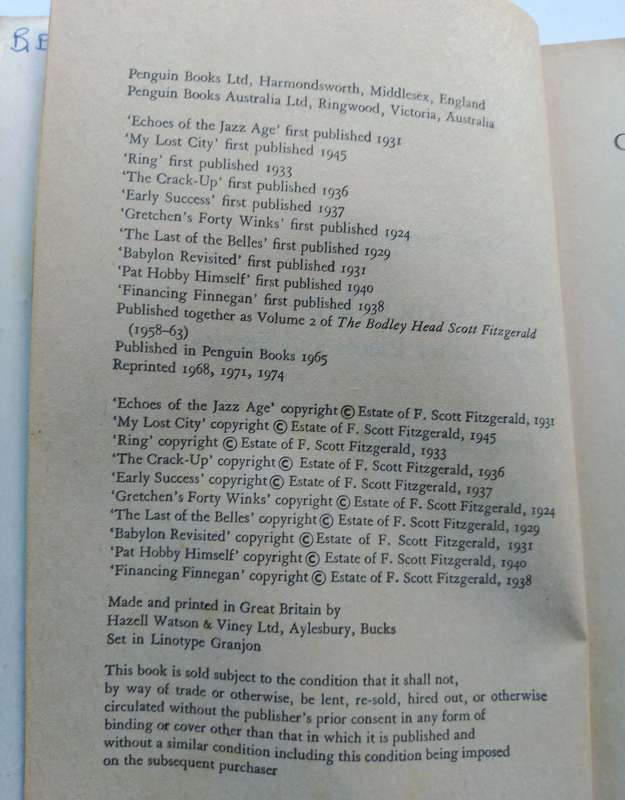 BE
Penguin Books Ltd, Harmondsworth, Middlesex, England
Penguin Books Australia Ltd, Ringwood, Victoria, Australia
'Echoes of the Jazz Age' first published 1931
'My Lost City' first published 1945
'Ring' first published 1933
'The Crack-Up' first published 1936
'Early Success' first published 1937
'Gretchen's Forty Winks' first published 1924
'The Last of the Belles' first published 1929
'Babylon Revisited' first published 1931
'Pat Hobby Himself' first published 1940
'Financing Finnegan' first published 1938
Published together as Volume 2 of The Bodley Head Scott Fitzgerald
(1958–63)
Published in Penguin Books 1965
Reprinted 1968, 1971, 1974
'Echoes of the Jazz Age' copyright © Estate of F. Scott Fitzgerald, 1931
'My Lost City' copyright © Estate of F. Scott Fitzgerald, 1945
'Ring' copyright © Estate of F. Scott Fitzgerald, 1933
'The Crack-Up' copyright © Estate of F. Scott Fitzgerald, 1936
'Early Success' copyright © Estate of F. Scott Fitzgerald, 1937
'Gretchen's Forty Winks' copyright © Estate of F. Scott Fitzgerald, 1924
'The Last of the Belles' copyright © Estate of F. Scott Fitzgerald, 1929
'Babylon Revisited' copyright © Estate of F. Scott Fitzgerald, 1931
'Pat Hobby Himself' copyright © Estate of F. Scott Fitzgerald, 1940
'Financing Finnegan' copyright © Estate of F. Scott Fitzgerald, 1938
Made and printed in Great Britain by
Hazell Watson & Viney Ltd, Aylesbury, Bucks
Set in Linotype Granjon
This book is sold subject to the condition that it shall not,
by way of trade or otherwise, be lent, re-sold, hired out, or otherwise
circulated without the publisher's prior consent in any form of
binding or cover other than that in which it is published and
without a similar condition including this condition being imposed
on the subsequent purchaser